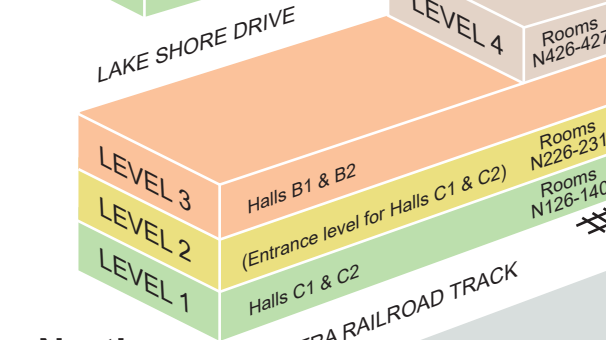 LAKE SHORE DRIVE
LEVEL 4
Rooms
N426-427
LEVEL 3
Halls B1 & B2
LEVEL 2
(Entrance level for Halls C1 & C2)
Rooms
N226-231
LEVEL 1
Halls C1 & C2
Rooms
N126-140
RAILROAD TRACK